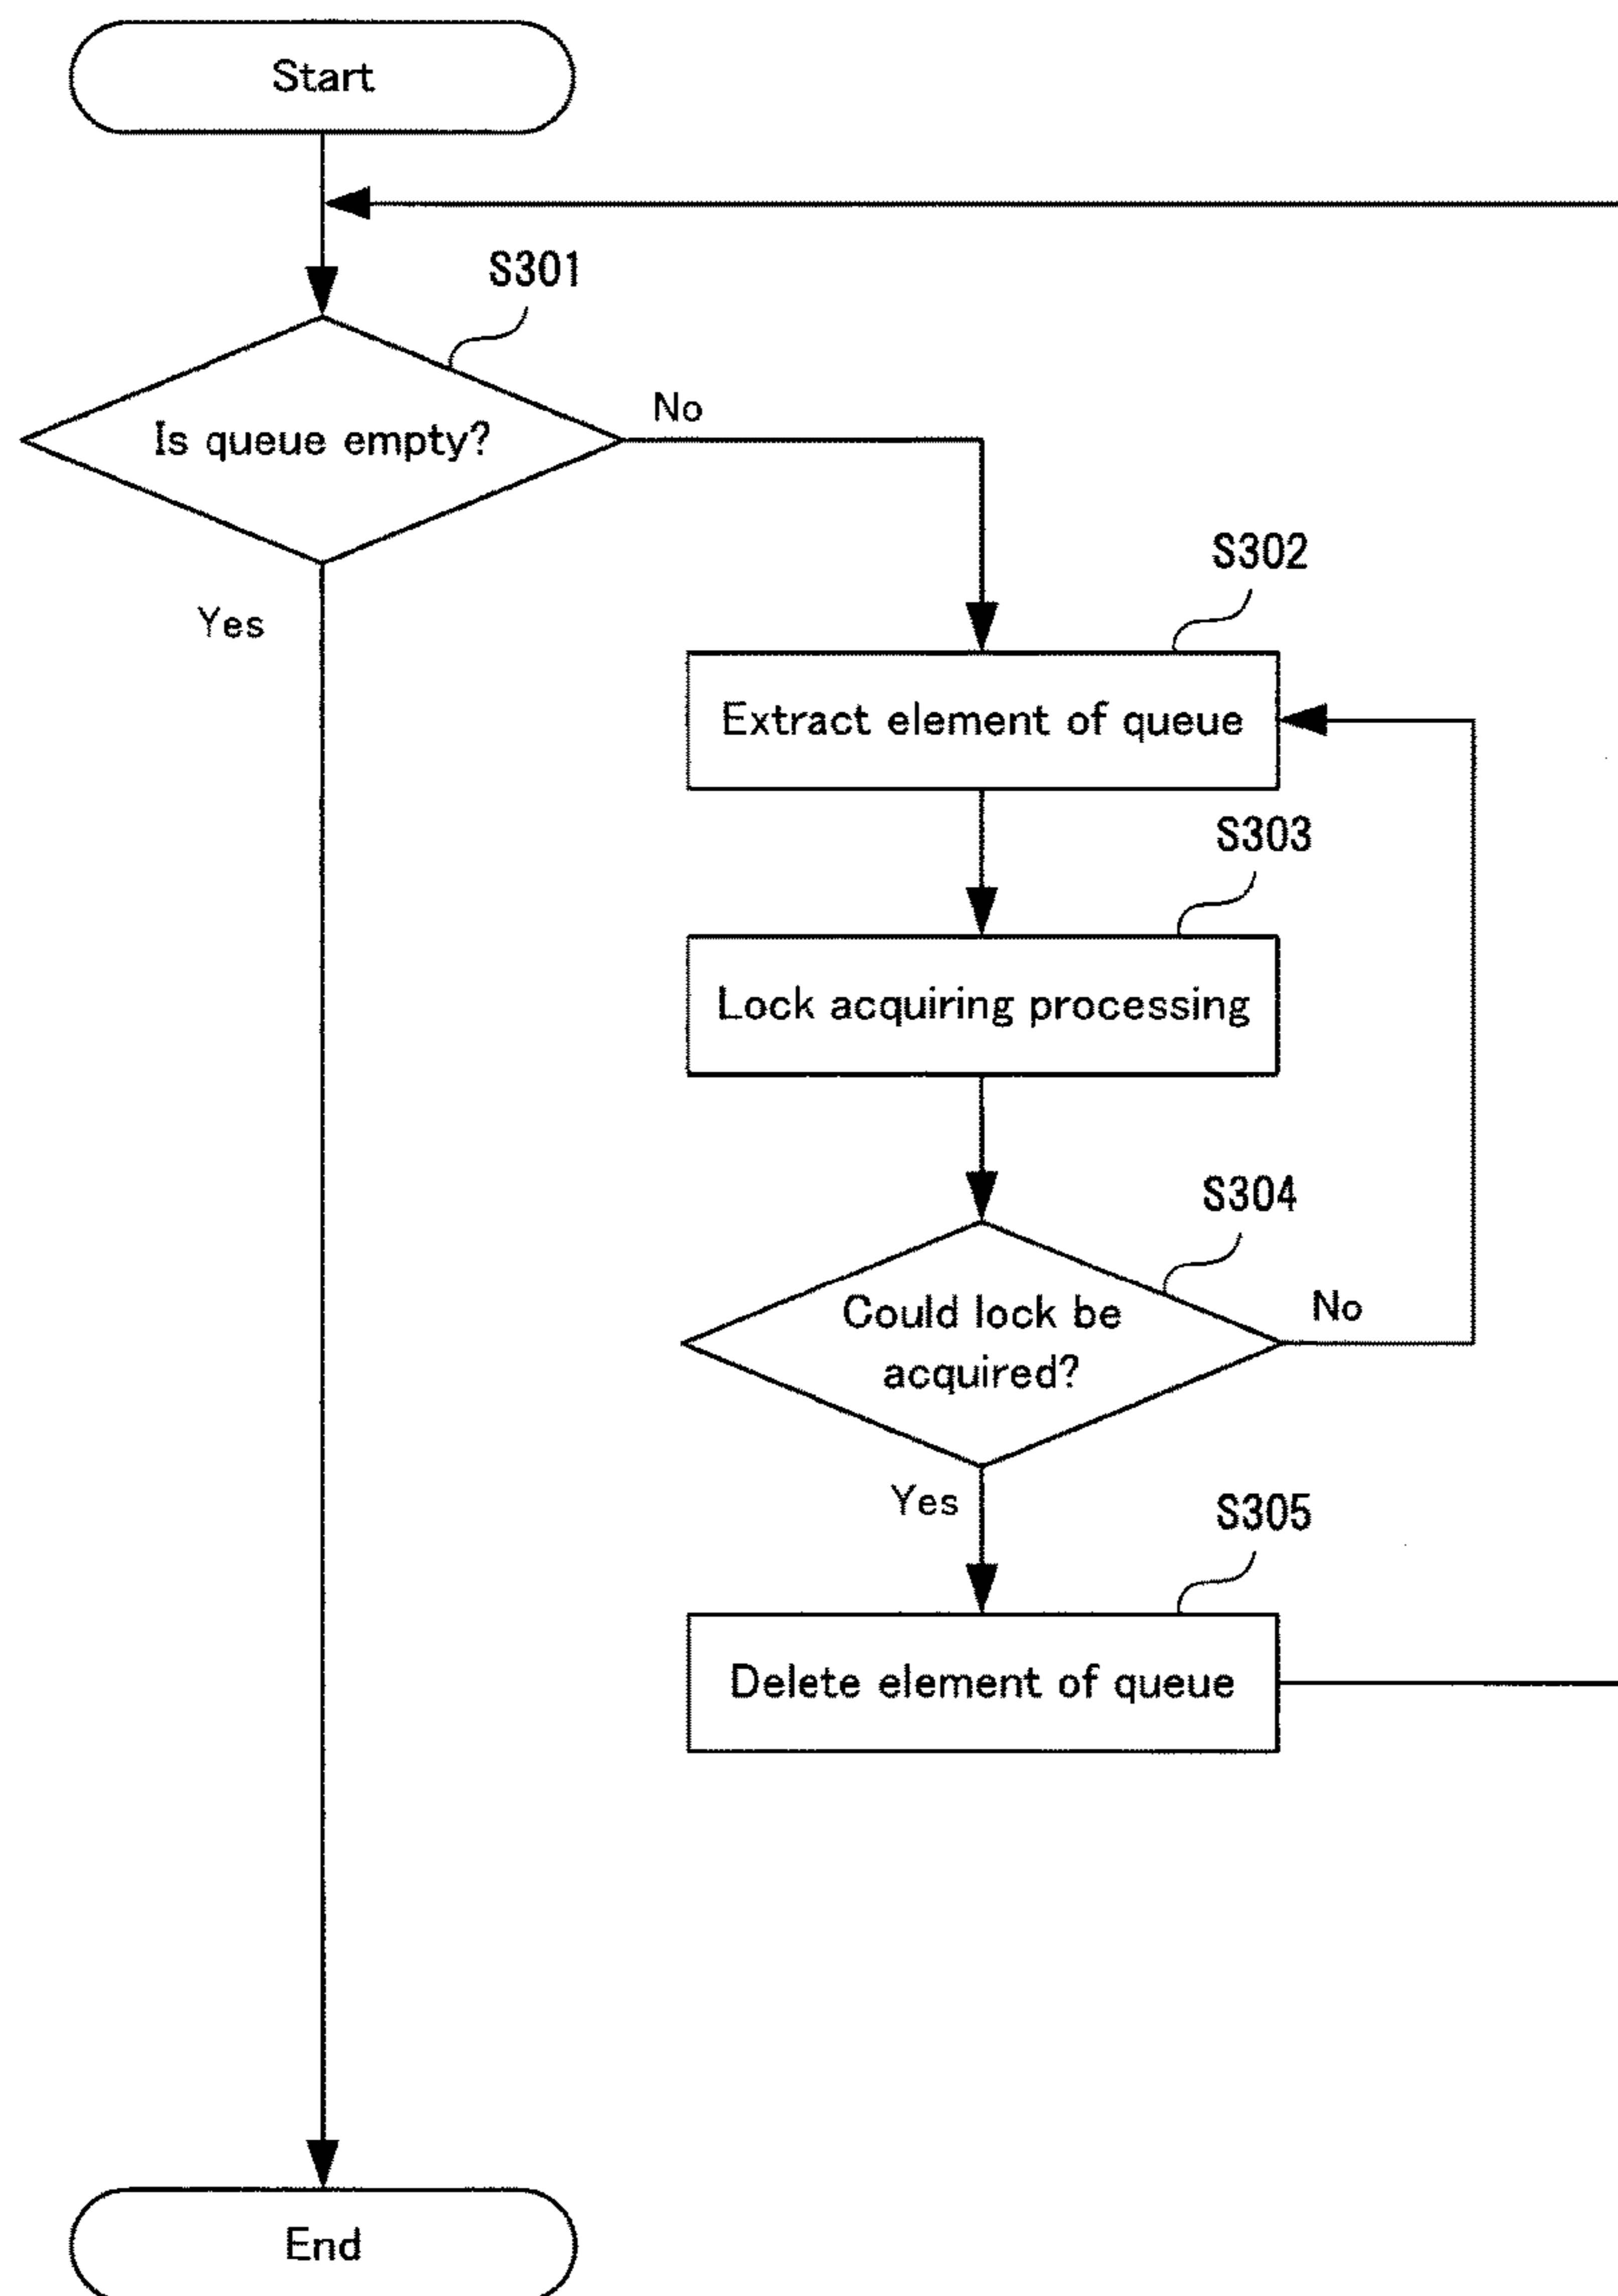 Start
S301
Is queue empty?
No
Yes
S302
Extract element of queue
S303
Lock acquiring processing
S304
Could lock be
acquired?
No
Yes
S305
Delete element of queue
End